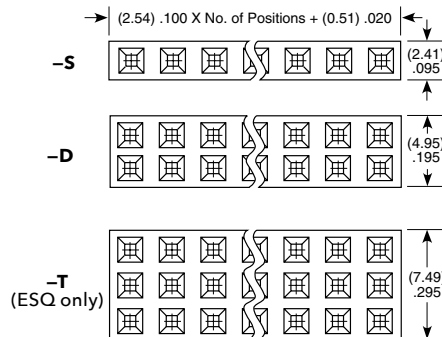 (2.54) .100 X No. of Positions + (0.51) .020
–S
(2.41)
.095
–D
(4.95)
.195
–T
(ESQ only)
(7.49)
.295